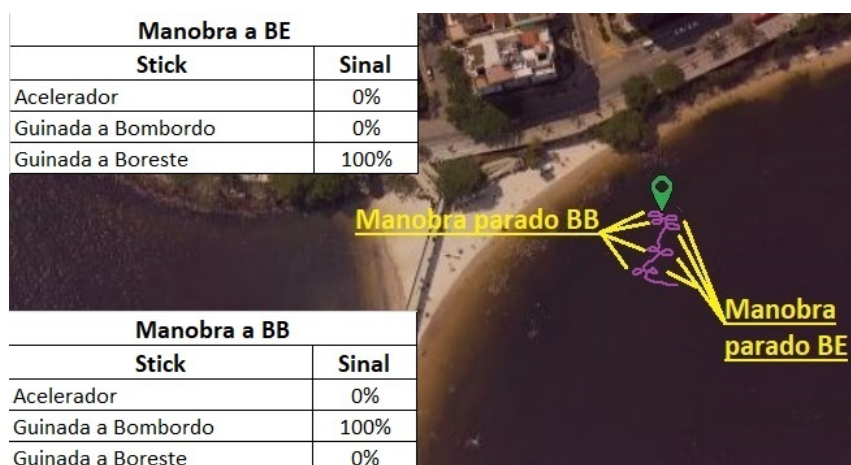 Manobra a BE
Stick Sinal
Acelerador 0%
Guinada a Bombordo 0%
Guinada a Boreste 100%
Manobra parado BB
Manobra
parado BE
Manobra a BB
Stick Sinal
Acelerador 0%
Guinada a Bombordo 100%
Guinada a Boreste 0%